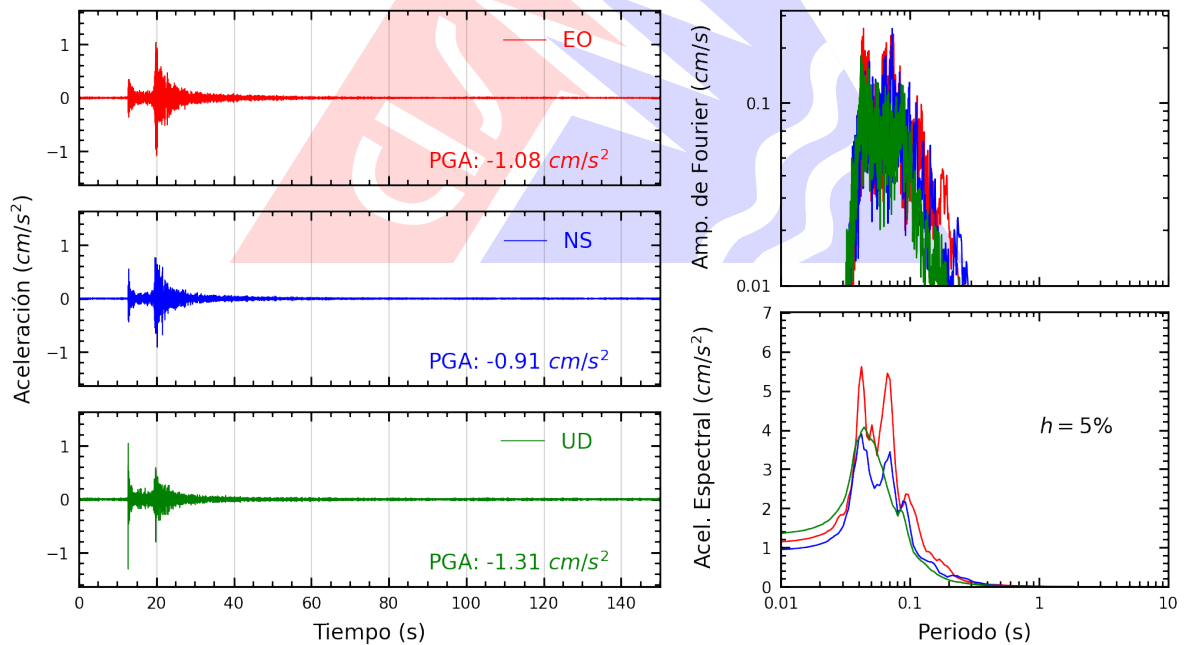 Aceleración (cm/s²)
1
0
−1
EO
PGA: -1.08 cm/s²
1
0
−1
NS
PGA: -0.91 cm/s²
1
0
−1
UD
PGA: -1.31 cm/s²
0 20 40 60 80 100 120 140
Tiempo (s)
Amp. de Fourier (cm/s)
0.1
0.01
Acel. Espectral (cm/s²)
7
6
5
4
3
2
1
0
h = 5%
0.01 0.1 1 10
Periodo (s)
CIS